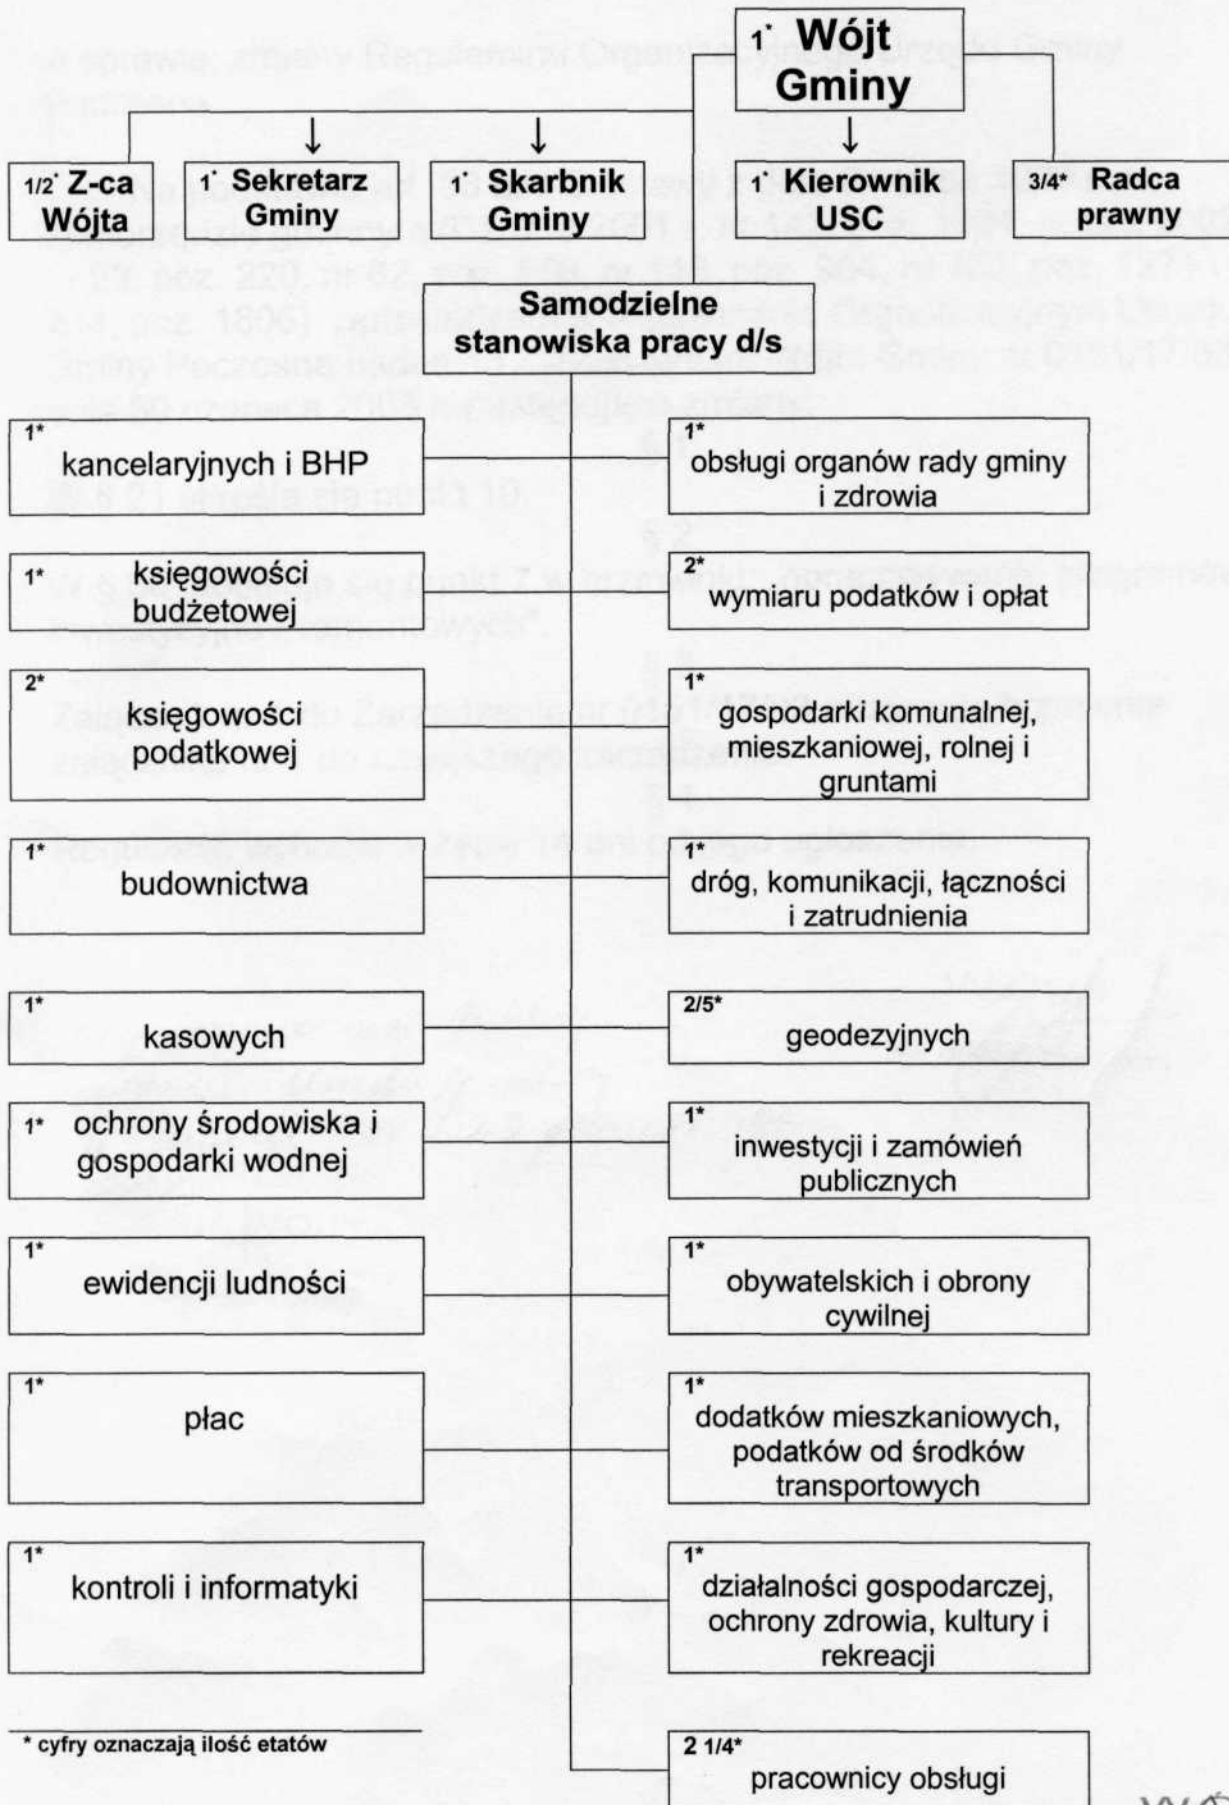 1* Wójt
Gminy
1/2* Z-ca
Wójta
1* Sekretarz
Gminy
1* Skarbnik
Gminy
1* Kierownik
USC
3/4* Radca
prawny
Samodzielne
stanowiska pracy d/s
1*
kancelaryjnych i BHP
1*
obsługi organów rady gminy
i zdrowia
1* księgowości
budżetowej
2*
wymiaru podatków i opłat
2*
księgowości
podatkowej
1*
gospodarki komunalnej,
mieszkaniowej, rolnej i
gruntami
1*
budownictwa
1*
dróg, komunikacji, łączności
i zatrudnienia
1*
kasowych
2/5*
geodezyjnych
1* ochrony środowiska i
gospodarki wodnej
1*
inwestycji i zamówień
publicznych
1*
ewidencji ludności
1*
obywatelskich i obrony
cywilnej
1*
płac
1*
dodatków mieszkaniowych,
podatków od środków
transportowych
1*
kontroli i informatyki
1*
działalności gospodarczej,
ochrony zdrowia, kultury i
rekreacji
* cyfry oznaczają ilość etatów
2 1/4*
pracownicy obsługi